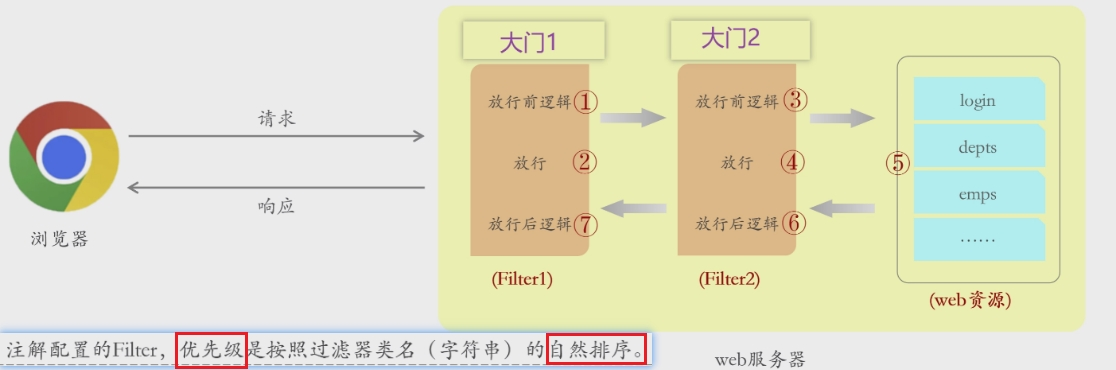 大门1
大门2
放行前逻辑①
放行前逻辑③
login
请求
depts
放行②
放行④
⑤
emps
响应
放行后逻辑⑦
放行后逻辑⑥
……
浏览器
(Filter1)
(Filter2)
(web资源)
注解配置的Filter，优先级是按照过滤器类名（字符串）的自然排序。
web服务器